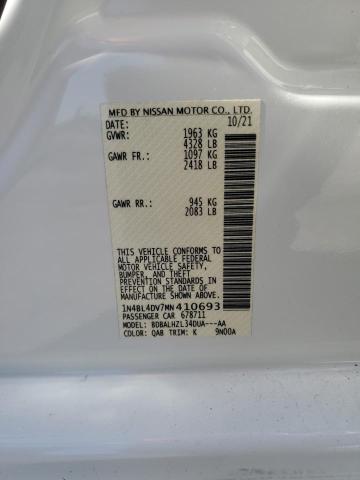 MFD BY NISSAN MOTOR CO., LTD.
DATE: 10/21
GVWR: 1963 KG
4328 LB
GAWR FR.: 1097 KG
2418 LB
GAWR RR.: 945 KG
2083 LB
THIS VEHICLE CONFORMS TO
ALL APPLICABLE FEDERAL
MOTOR VEHICLE SAFETY,
BUMPER, AND THEFT
PREVENTION STANDARDS IN
EFFECT ON THE DATE OF
MANUFACTURE SHOWN ABOVE.
1N4BL4DV7MN410693
PASSENGER CAR 678711
MODEL: BDBALHZL34DUA---AA
COLOR: QAB TRIM: K 9N00A